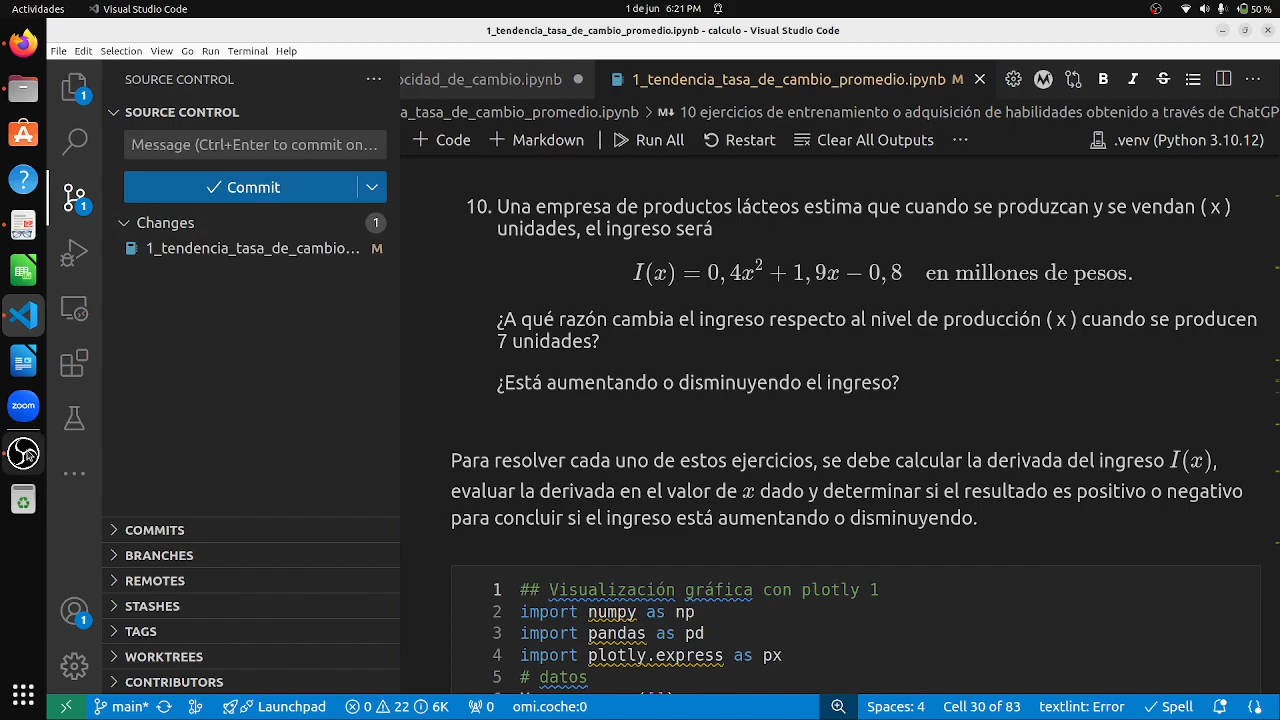 Actividades
Visual Studio Code
1 de jun 6:21 PM
50 %
1_tendencia_tasa_de_cambio_promedio.ipynb - calculo - Visual Studio Code
File Edit Selection View Go Run Terminal Help
SOURCE CONTROL
ocidad_de_cambio.ipynb
1_tendencia_tasa_de_cambio_promedio.ipynb M
SOURCE CONTROL
a_tasa_de_cambio_promedio.ipynb > 10 ejercicios de entrenamiento o adquisición de habilidades obtenido a través de ChatGP
Message (Ctrl+Enter to commit on...
+ Code + Markdown Run All Restart Clear All Outputs ... .venv (Python 3.10.12)
Commit
Changes 1
1_tendencia_tasa_de_cambio... M
10. Una empresa de productos lácteos estima que cuando se produzcan y se vendan ( x )
unidades, el ingreso será
I(x) = 0,4x² + 1,9x − 0,8 en millones de pesos.
¿A qué razón cambia el ingreso respecto al nivel de producción ( x ) cuando se producen
7 unidades?
¿Está aumentando o disminuyendo el ingreso?
Para resolver cada uno de estos ejercicios, se debe calcular la derivada del ingreso I(x),
evaluar la derivada en el valor de x dado y determinar si el resultado es positivo o negativo
para concluir si el ingreso está aumentando o disminuyendo.
1 ## Visualización gráfica con plotly 1
2 import numpy as np
3 import pandas as pd
4 import plotly.express as px
5 # datos
COMMITS
BRANCHES
REMOTES
STASHES
TAGS
WORKTREES
CONTRIBUTORS
1
1
1
zoom
main* Launchpad 0 22 6K 0 omi.coche:0 Spaces: 4 Cell 30 of 83 textlint: Error Spell